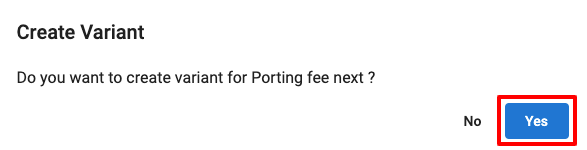 Create Variant
Do you want to create variant for Porting fee next ?
No Yes